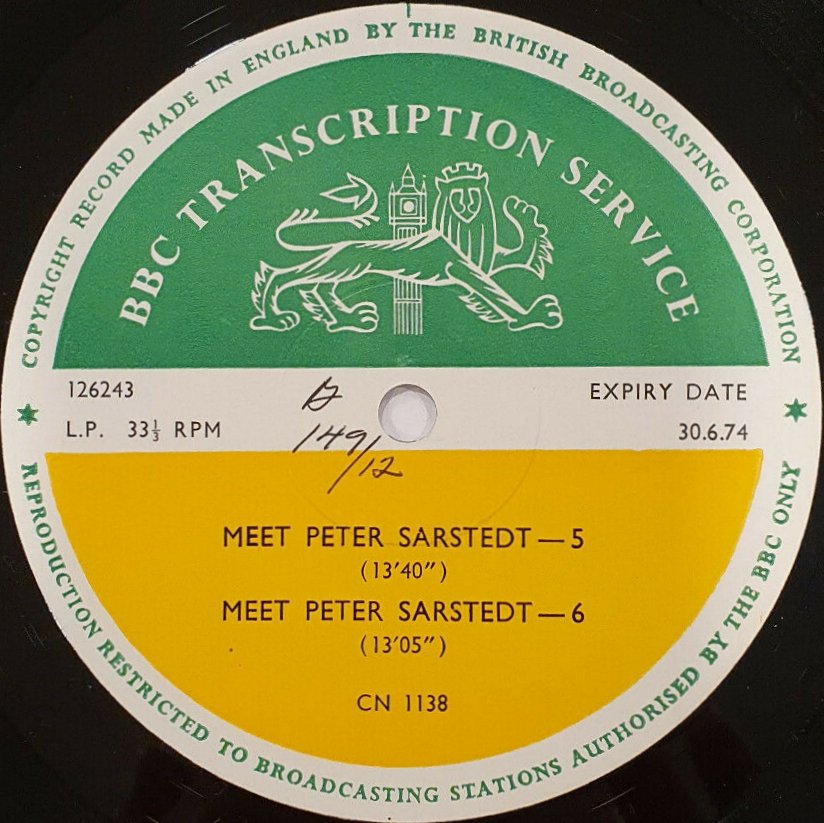 COPYRIGHT RECORD MADE IN ENGLAND BY THE BRITISH BROADCASTING CORPORATION
BBC TRANSCRIPTION SERVICE
126243
EXPIRY DATE
L.P. 33⅓ RPM
30.6.74
149/12
MEET PETER SARSTEDT — 5
(13′40″)
MEET PETER SARSTEDT — 6
(13′05″)
CN 1138
REPRODUCTION RESTRICTED TO BROADCASTING STATIONS AUTHORISED BY THE BBC ONLY